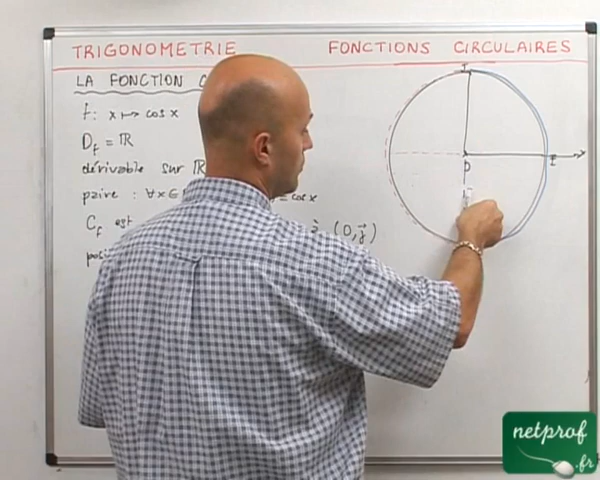 TRIGONOMETRIE FONCTIONS CIRCULAIRES
LA FONCTION
f: x ↦ cos x
D_f = ℝ
dérivable sur ℝ
paire : ∀x∈ = cos x
C_f est à (O, j⃗)
J
O
I
netprof
.fr